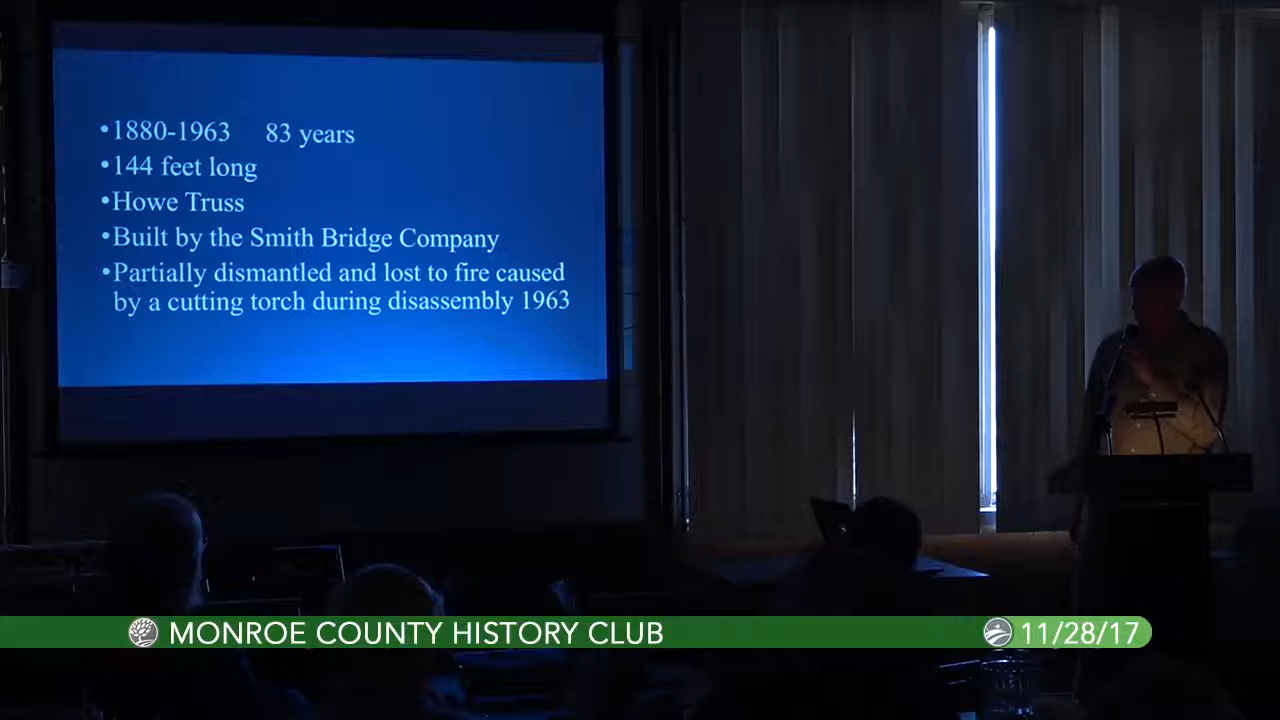 •1880-1963 83 years
•144 feet long
•Howe Truss
•Built by the Smith Bridge Company
•Partially dismantled and lost to fire caused
by a cutting torch during disassembly 1963
MONROE COUNTY HISTORY CLUB
11/28/17